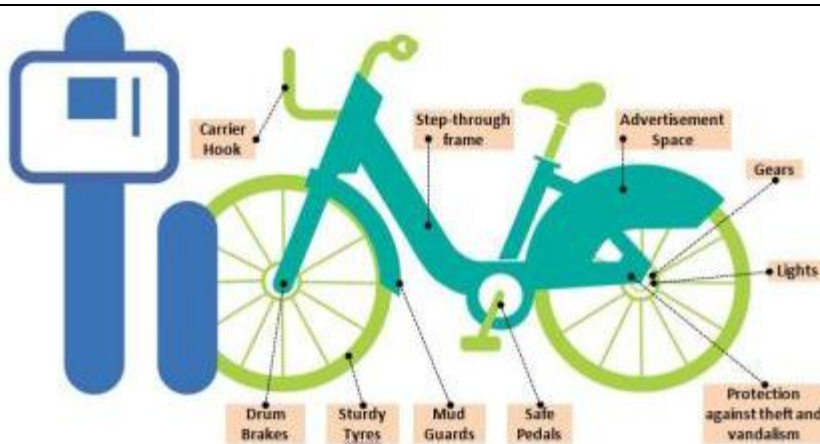 Carrier
Hook
Step-through
frame
Advertisement
Space
Gears
Lights
Drum
Brakes
Sturdy
Tyres
Mud
Guards
Safe
Pedals
Protection
against theft and
vandalism